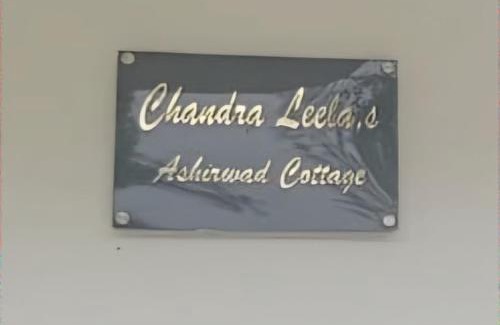 Chandra Leela,s
Ashirwad Cottage